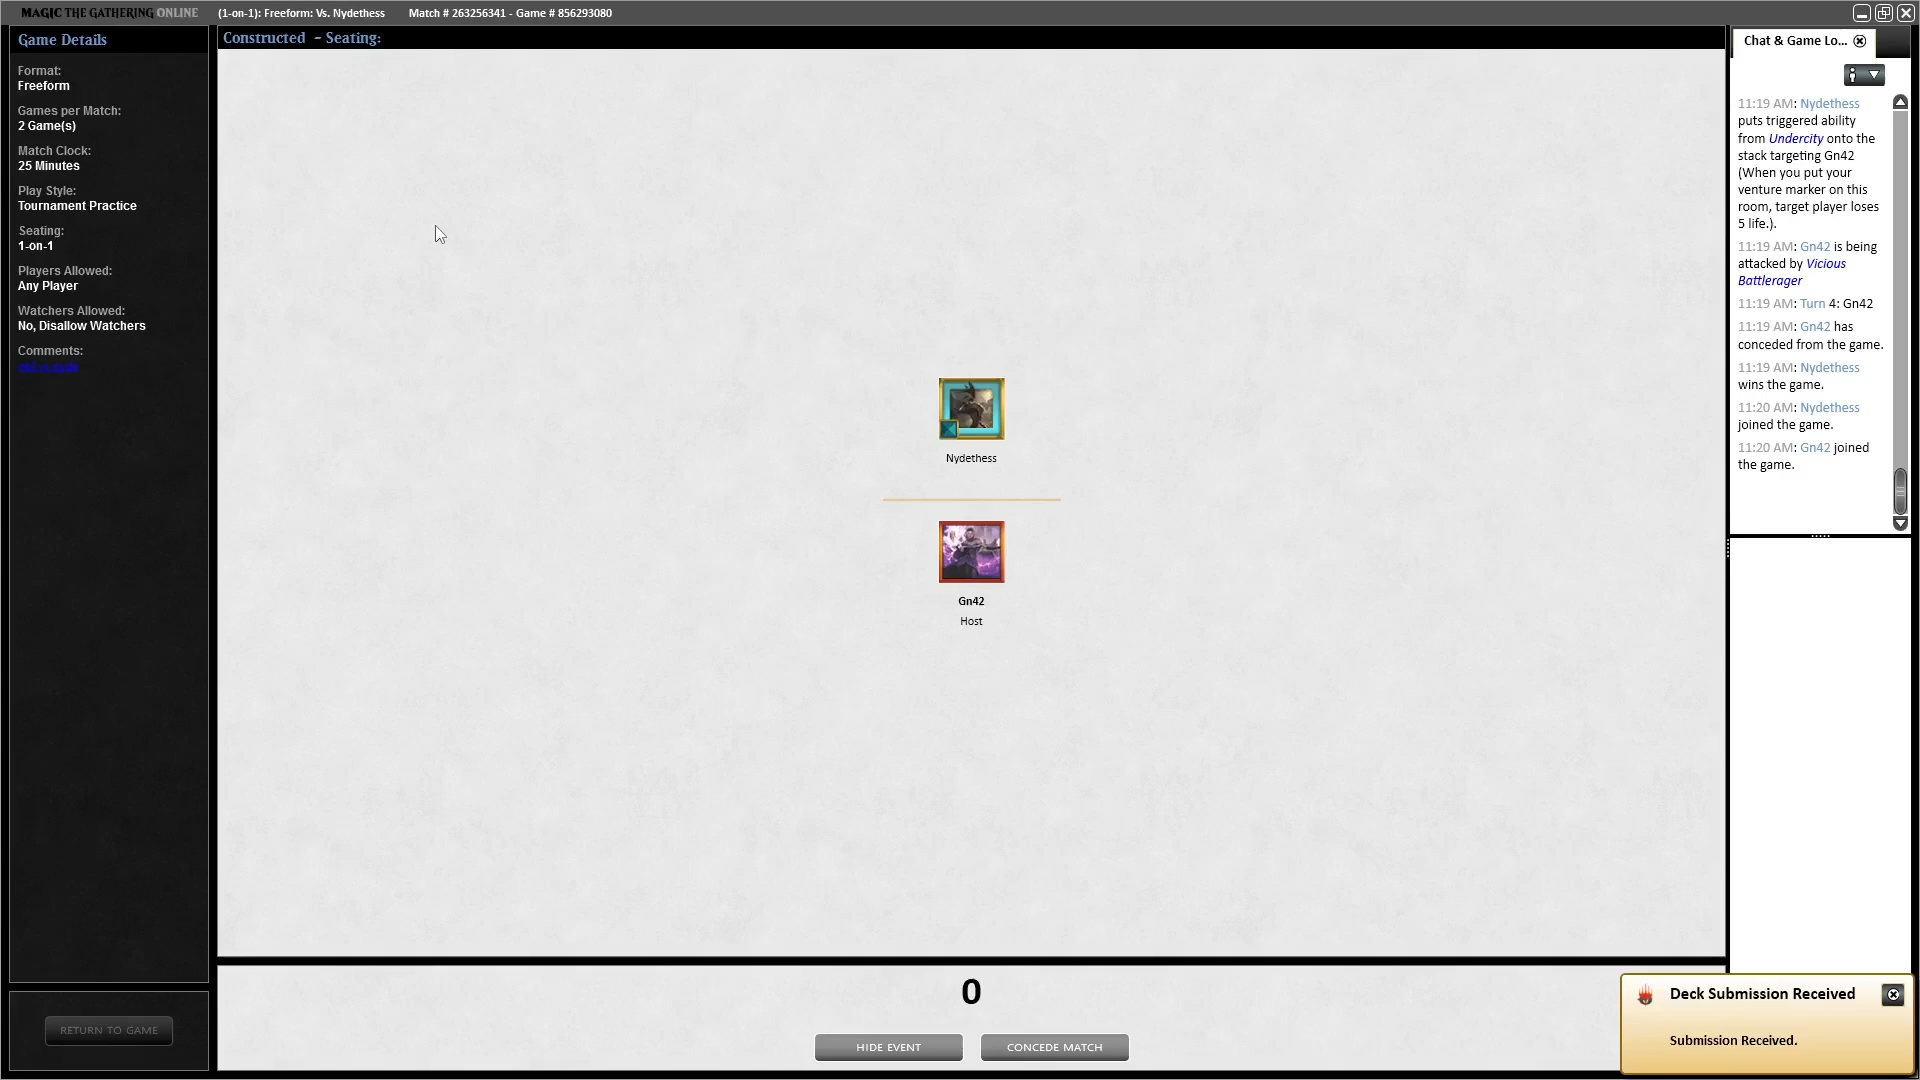 MAGIC THE GATHERING ONLINE
(1-on-1): Freeform: Vs. Nydethess
Match # 263256341 - Game # 856293080
Game Details
Format:
Freeform
Games per Match:
2 Game(s)
Match Clock:
25 Minutes
Play Style:
Tournament Practice
Seating:
1-on-1
Players Allowed:
Any Player
Watchers Allowed:
No, Disallow Watchers
Comments:
RETURN TO GAME
Constructed - Seating:
Nydethess
Gn42
Host
0
HIDE EVENT
CONCEDE MATCH
Chat & Game Lo...
11:19 AM: Nydethess
puts triggered ability
from Undercity onto the
stack targeting Gn42
(When you put your
venture marker on this
room, target player loses
5 life.).
11:19 AM: Gn42 is being
attacked by Vicious
Battlerager
11:19 AM: Turn 4: Gn42
11:19 AM: Gn42 has
conceded from the game.
11:19 AM: Nydethess
wins the game.
11:20 AM: Nydethess
joined the game.
11:20 AM: Gn42 joined
the game.
Deck Submission Received
Submission Received.